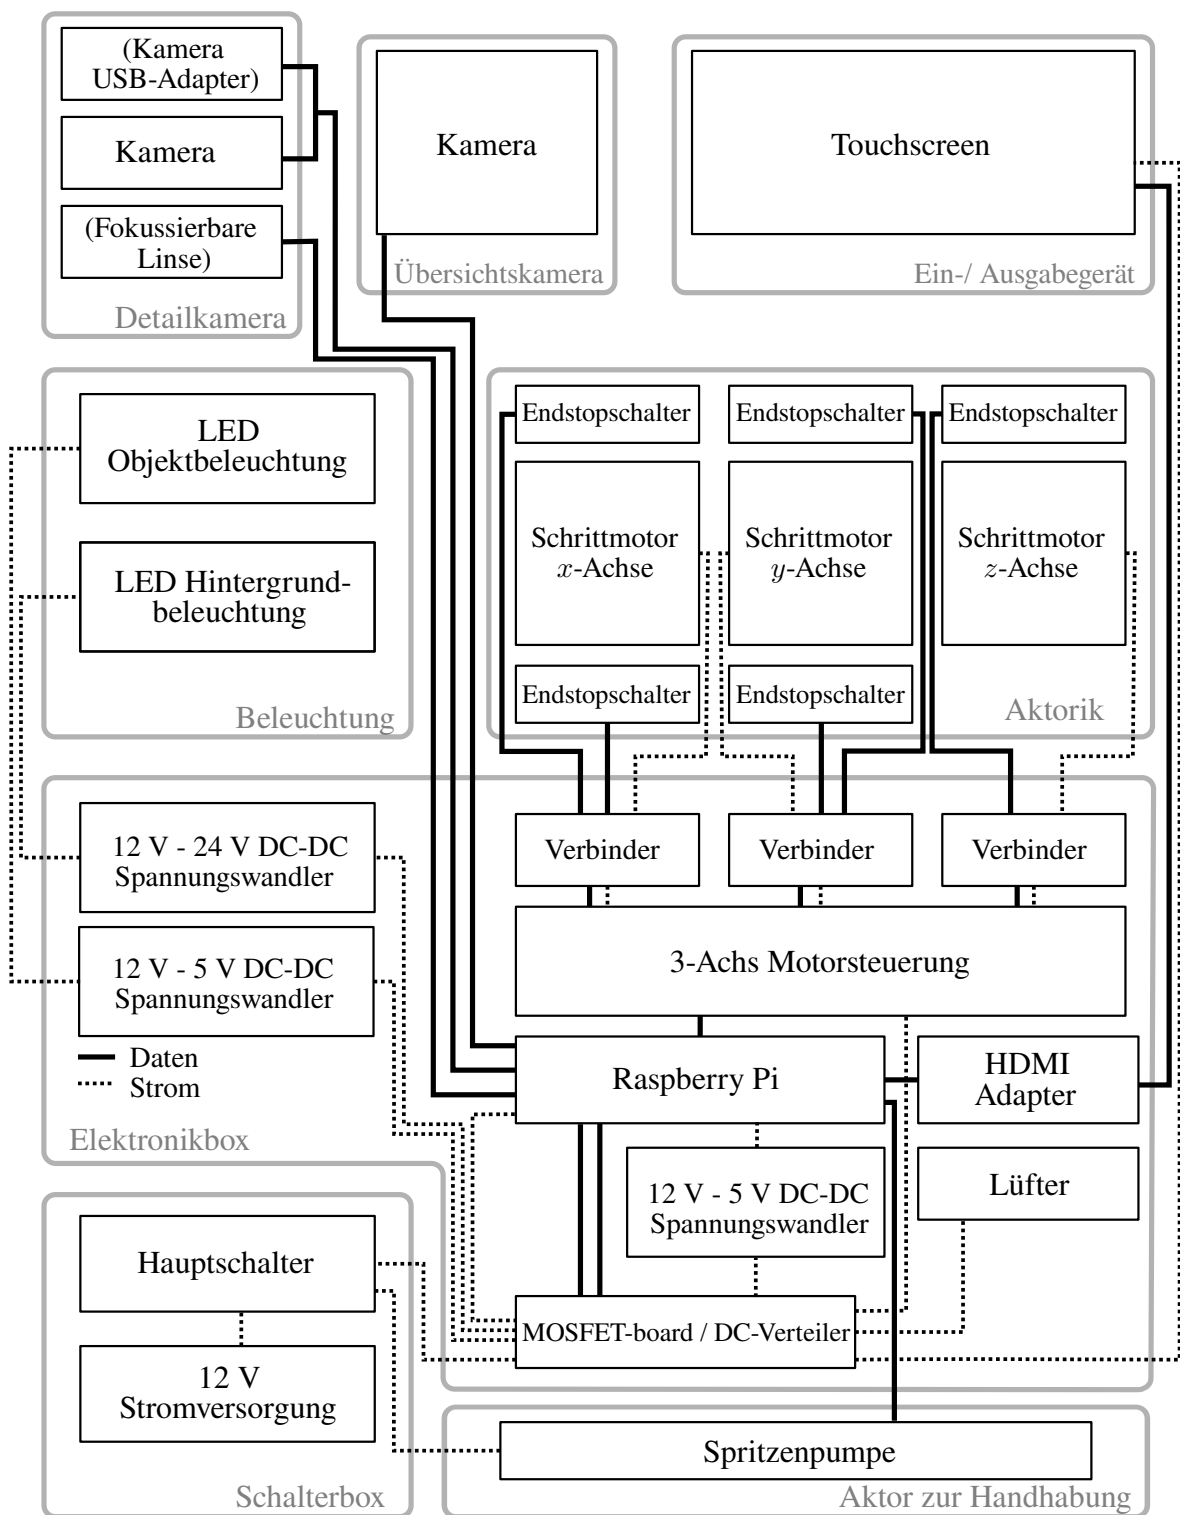 (Kamera
USB-Adapter)
Kamera
(Fokussierbare
Linse)
Detailkamera
Kamera
Übersichtskamera
Touchscreen
Ein-/ Ausgabegerät
LED
Objektbeleuchtung
LED Hintergrund-
beleuchtung
Beleuchtung
Endstopschalter
Endstopschalter
Endstopschalter
Schrittmotor
x-Achse
Schrittmotor
y-Achse
Schrittmotor
z-Achse
Endstopschalter
Endstopschalter
Aktorik
12 V - 24 V DC-DC
Spannungswandler
12 V - 5 V DC-DC
Spannungswandler
Daten
Strom
Elektronikbox
Verbinder
Verbinder
Verbinder
3-Achs Motorsteuerung
Raspberry Pi
HDMI
Adapter
12 V - 5 V DC-DC
Spannungswandler
Lüfter
MOSFET-board / DC-Verteiler
Hauptschalter
12 V
Stromversorgung
Schalterbox
Spritzenpumpe
Aktor zur Handhabung